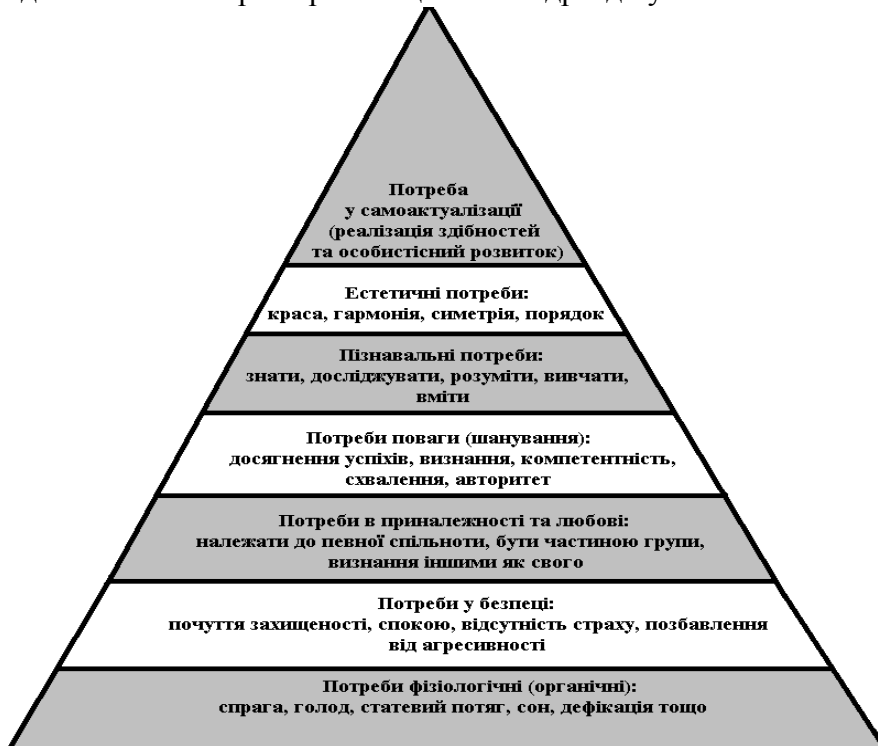 Потреба
у самоактуалізації
(реалізація здібностей
та особистісний розвиток)
Естетичні потреби:
краса, гармонія, симетрія, порядок
Пізнавальні потреби:
знати, досліджувати, розуміти, вивчати,
вміти
Потреби поваги (шанування):
досягнення успіхів, визнання, компетентність,
схвалення, авторитет
Потреби в приналежності та любові:
належати до певної спільноти, бути частиною групи,
визнання іншими як свого
Потреби у безпеці:
почуття захищеності, спокою, відсутність страху, позбавлення
від агресивності
Потреби фізіологічні (органічні):
спрага, голод, статевий потяг, сон, дефікація тощо